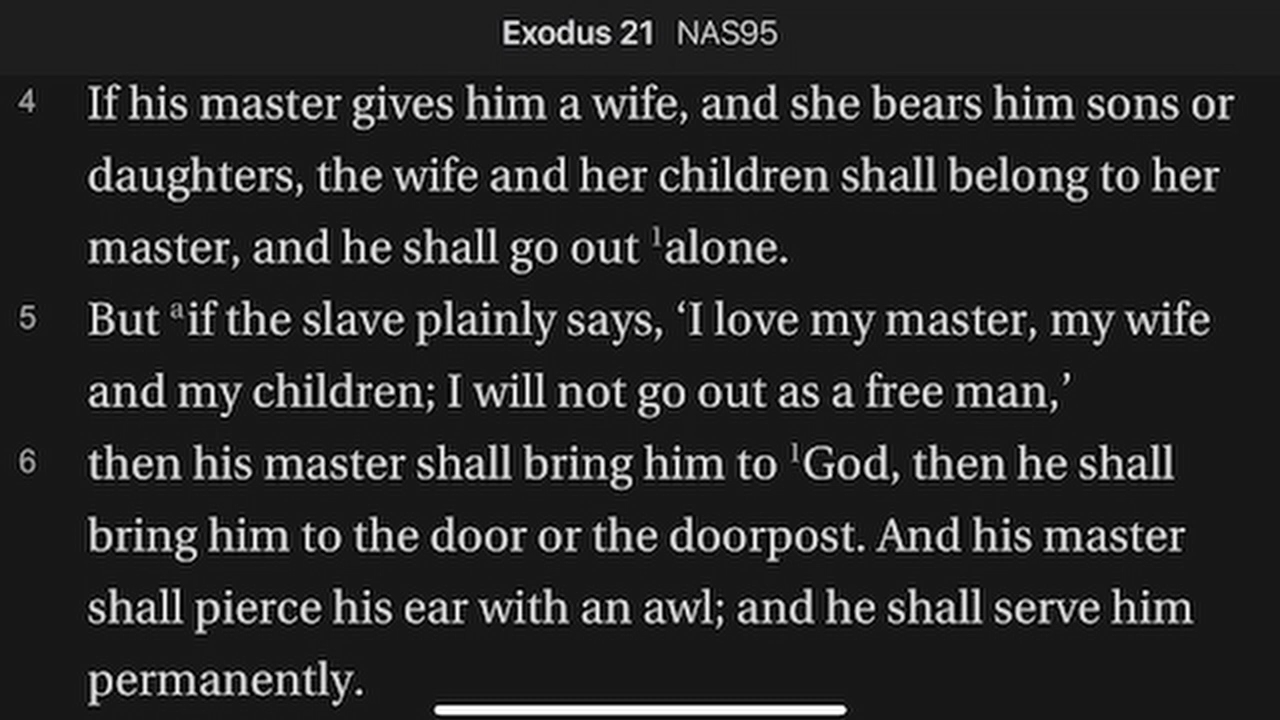 Exodus 21 NAS95
4 If his master gives him a wife, and she bears him sons or
daughters, the wife and her children shall belong to her
master, and he shall go out 1alone.
5 But aif the slave plainly says, ‘I love my master, my wife
and my children; I will not go out as a free man,’
6 then his master shall bring him to 1God, then he shall
bring him to the door or the doorpost. And his master
shall pierce his ear with an awl; and he shall serve him
permanently.